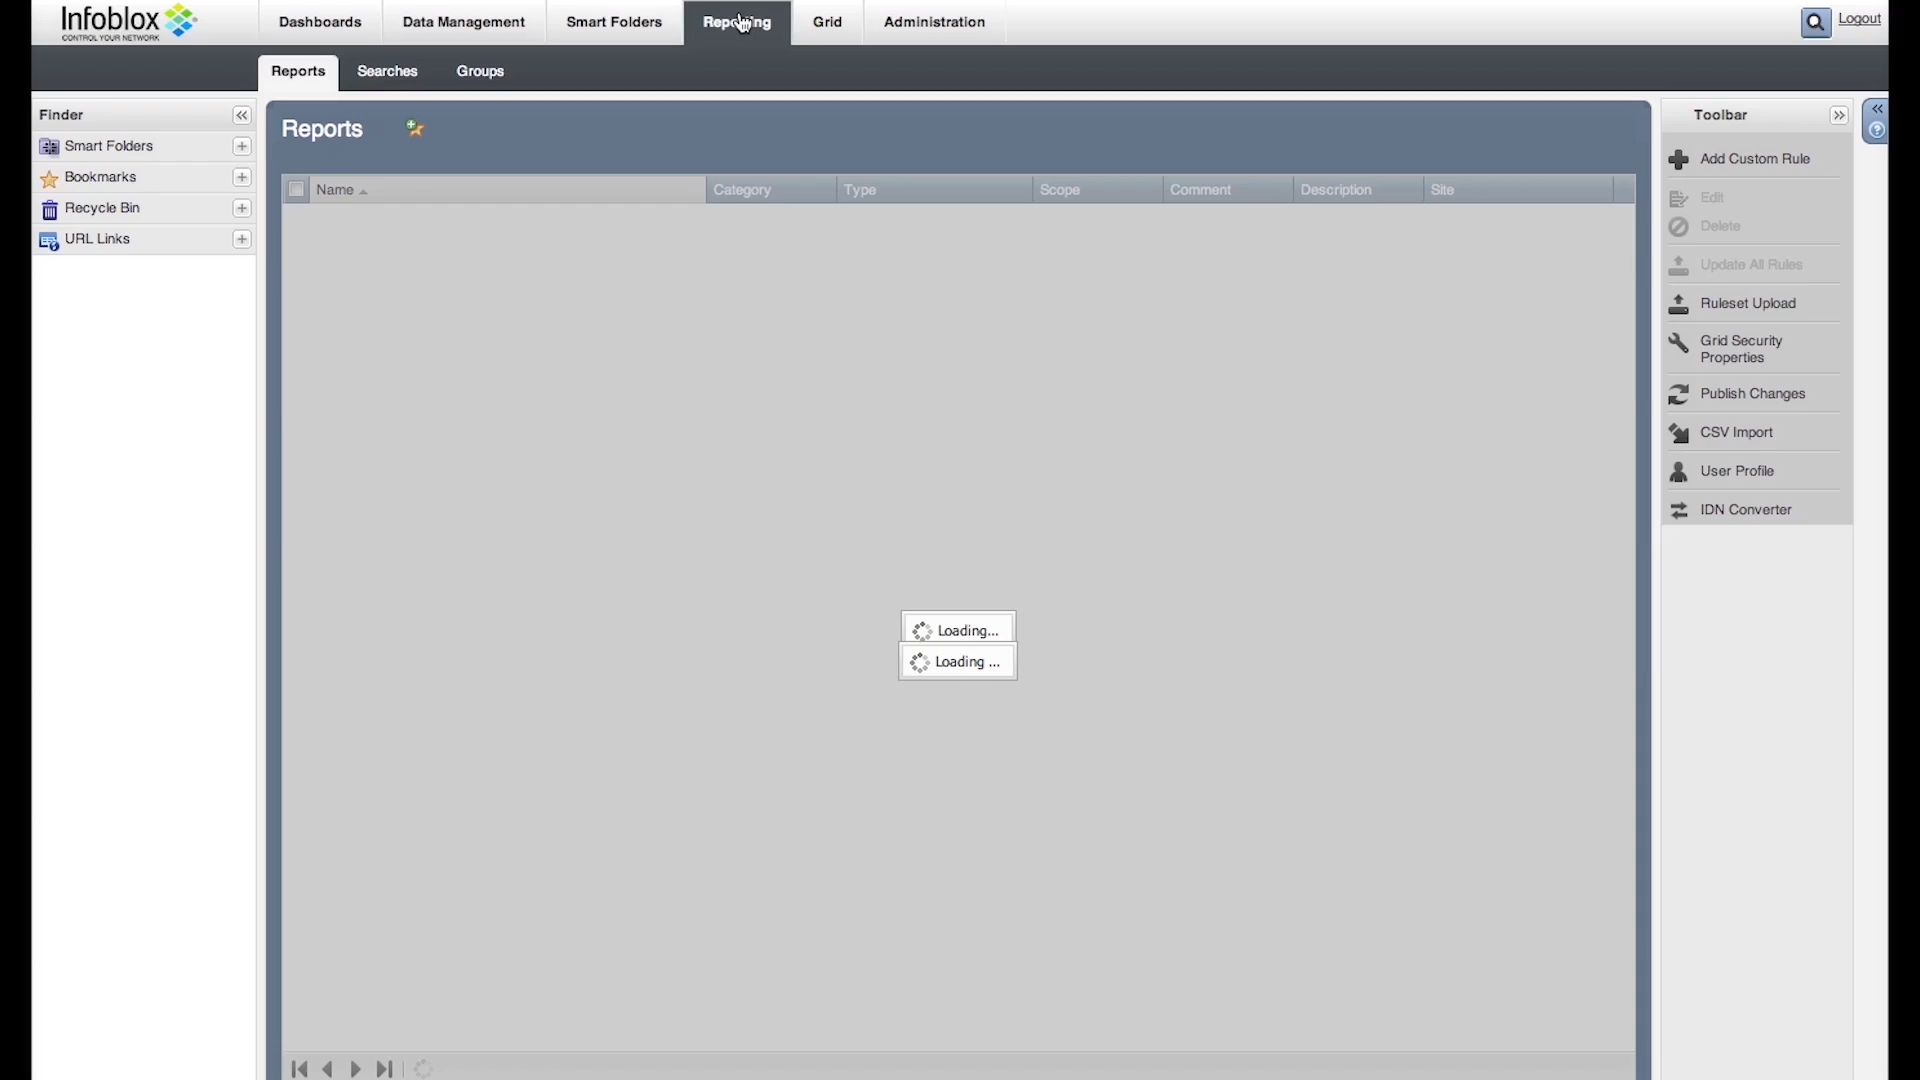 Infoblox
CONTROL YOUR NETWORK
Dashboards
Data Management
Smart Folders
Reporting
Grid
Administration
Logout
Reports
Searches
Groups
Finder
Smart Folders
Bookmarks
Recycle Bin
URL Links
Reports
Name
Category
Type
Scope
Comment
Description
Site
Loading...
Loading ...
Toolbar
Add Custom Rule
Edit
Delete
Update All Rules
Ruleset Upload
Grid Security
Properties
Publish Changes
CSV Import
User Profile
IDN Converter